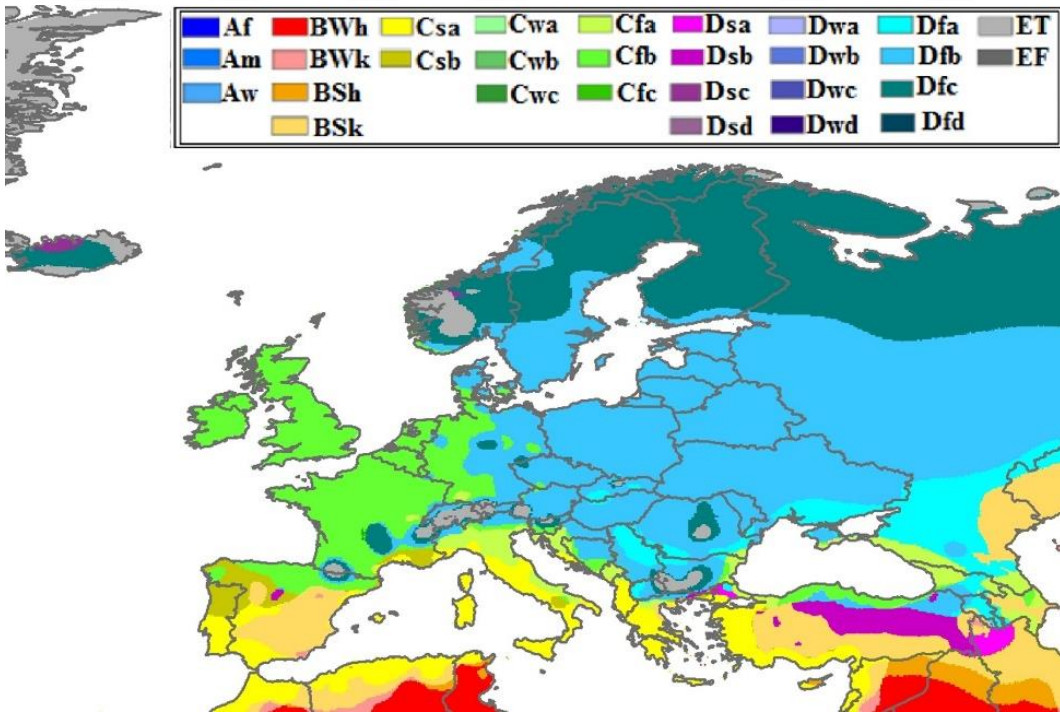 Af BWh Csa Cwa Cfa Dsa Dwa Dfa ET
Am BWk Csb Cwb Cfb Dsb Dwb Dfb EF
Aw BSh Cwc Cfc Dsc Dwc Dfc
BSk Dsd Dwd Dfd